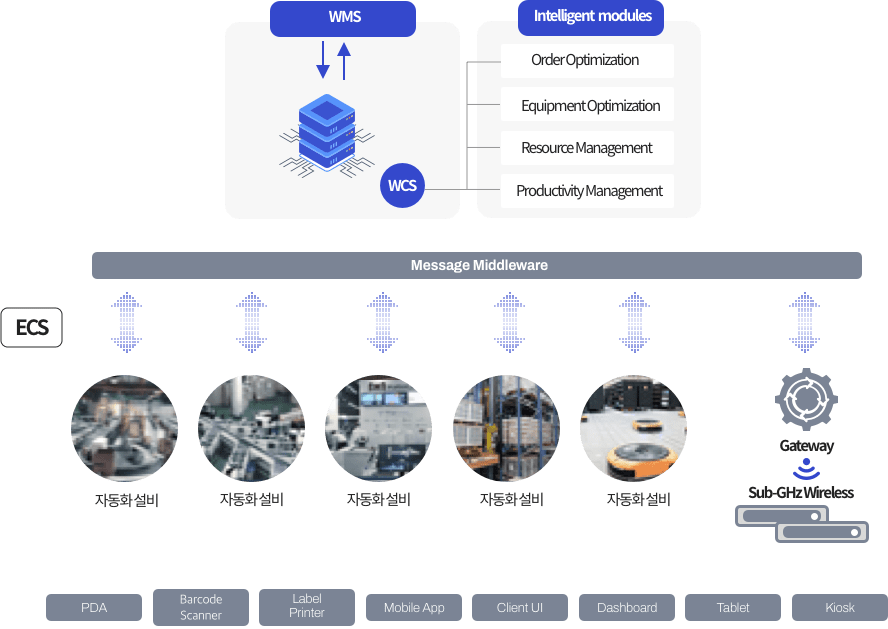 WMS
Intelligent modules
Order Optimization
Equipment Optimization
Resource Management
WCS
Productivity Management
Message Middleware
ECS
Gateway
Sub-GHz Wireless
자동화 설비
자동화 설비
자동화 설비
자동화 설비
자동화 설비
PDA
Barcode
Scanner
Label
Printer
Mobile App
Client UI
Dashboard
Tablet
Kiosk